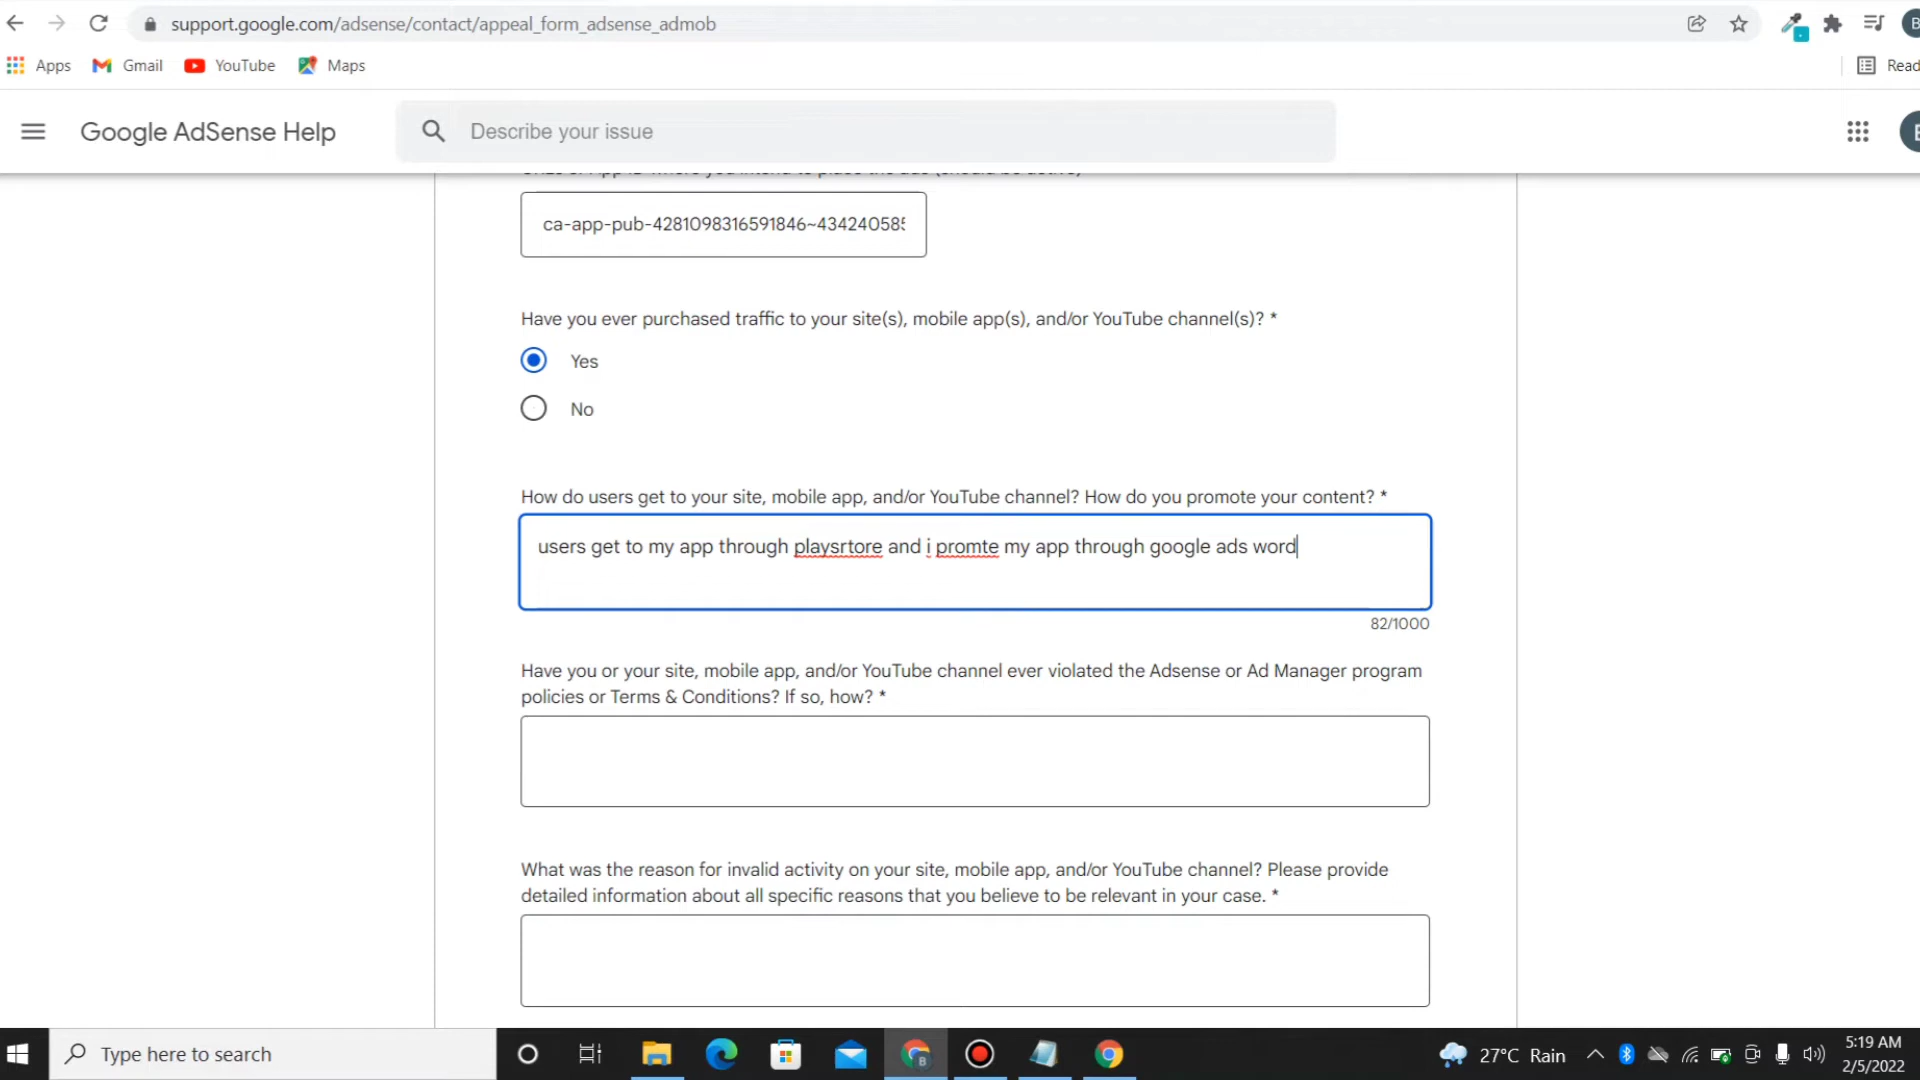 support.google.com/adsense/contact/appeal_form_adsense_admob
Apps
Gmail
YouTube
Maps
Read
Google AdSense Help
Describe your issue
ca-app-pub-4281098316591846~43424058
Have you ever purchased traffic to your site(s), mobile app(s), and/or YouTube channel(s)? *
Yes
No
How do users get to your site, mobile app, and/or YouTube channel? How do you promote your content? *
users get to my app through playsrtore and i promte my app through google ads word
82/1000
Have you or your site, mobile app, and/or YouTube channel ever violated the Adsense or Ad Manager program
policies or Terms & Conditions? If so, how? *
What was the reason for invalid activity on your site, mobile app, and/or YouTube channel? Please provide
detailed information about all specific reasons that you believe to be relevant in your case. *
Type here to search
27°C Rain
5:19 AM
2/5/2022